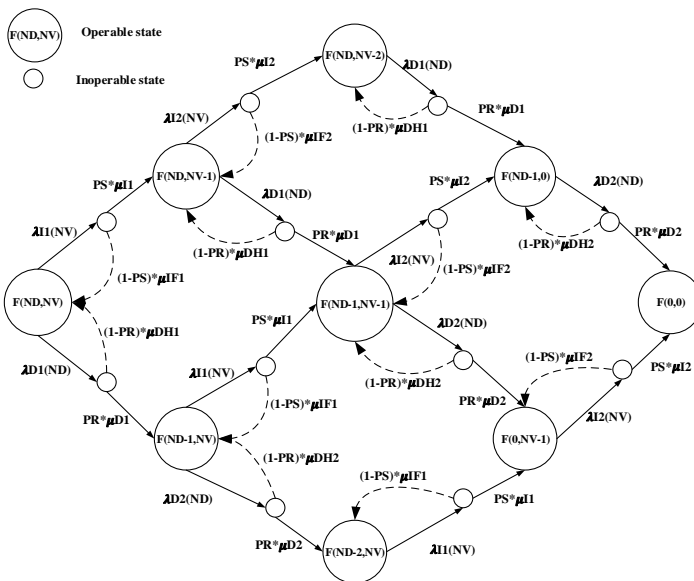 F(ND,NV)
Operable state
Inoperable state
PS*μI2
F(ND,NV-2)
λD1(ND)
λI2(NV)
(1-PS)*μIF2
(1-PR)*μDH1
PR*μD1
PS*μI1
F(ND,NV-1)
λD1(ND)
PS*μI2
F(ND-1,0)
λD2(ND)
λI1(NV)
(1-PR)*μDH1
PR*μD1
λI2(NV)
(1-PR)*μDH2
PR*μD2
(1-PS)*μIF1
(1-PS)*μIF2
F(ND,NV)
F(ND-1,NV-1)
F(0,0)
(1-PR)*μDH1
PS*μI1
λD2(ND)
λD1(ND)
λI1(NV)
(1-PR)*μDH2
(1-PS)*μIF2
PS*μI2
PR*μD1
(1-PS)*μIF1
PR*μD2
λI2(NV)
F(ND-1,NV)
F(0,NV-1)
(1-PR)*μDH2
(1-PS)*μIF1
λD2(ND)
PS*μI1
PR*μD2
F(ND-2,NV)
λI1(NV)